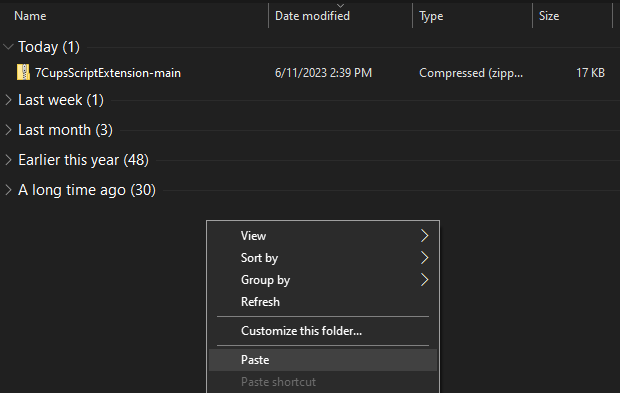 Name Date modified Type Size
Today (1)
7CupsScriptExtension-main 6/11/2023 2:39 PM Compressed (zipp... 17 KB
Last week (1)
Last month (3)
Earlier this year (48)
A long time ago (30)
View
Sort by
Group by
Refresh
Customize this folder...
Paste
Paste shortcut